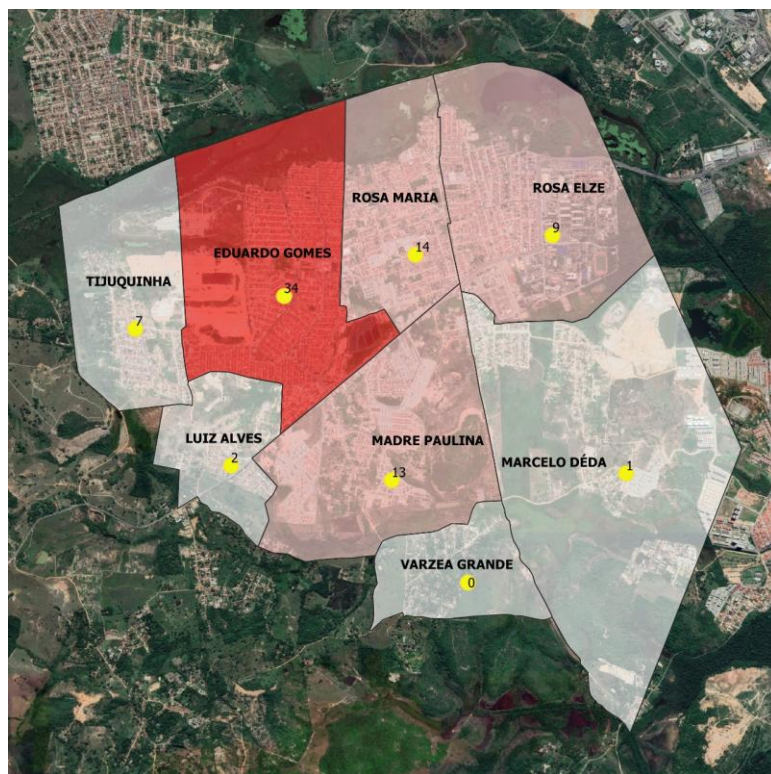 ROSA ELZE
ROSA MARIA
9
14
EDUARDO GOMES
34
TIJUQUINHA
7
LUIZ ALVES
2
MADRE PAULINA
13
MARCELO DÉDA
1
VARZEA GRANDE
0